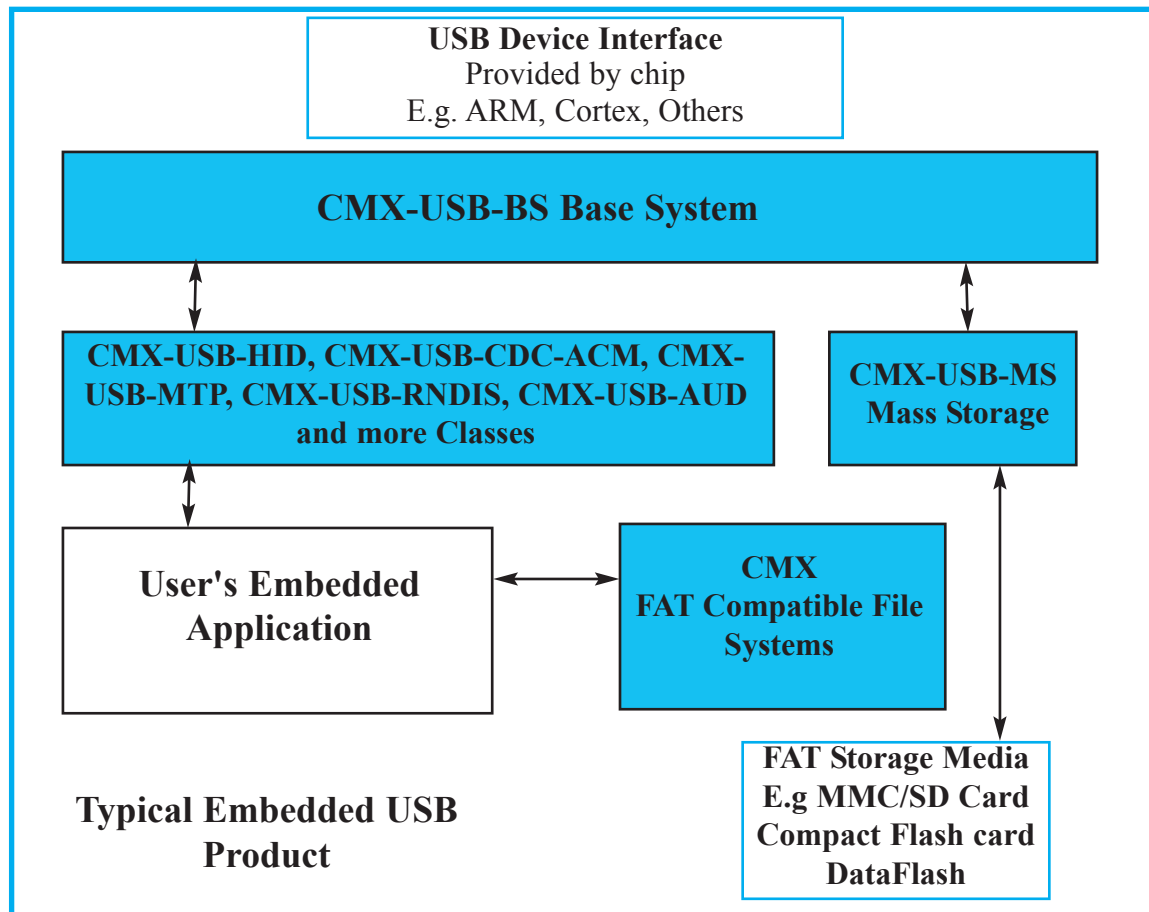 USB Device Interface
Provided by chip
E.g. ARM, Cortex, Others
CMX-USB-BS Base System
CMX-USB-HID, CMX-USB-CDC-ACM, CMX-
USB-MTP, CMX-USB-RNDIS, CMX-USB-AUD
and more Classes
CMX-USB-MS
Mass Storage
User's Embedded
Application
CMX
FAT Compatible File
Systems
FAT Storage Media
E.g MMC/SD Card
Compact Flash card
DataFlash
Typical Embedded USB
Product